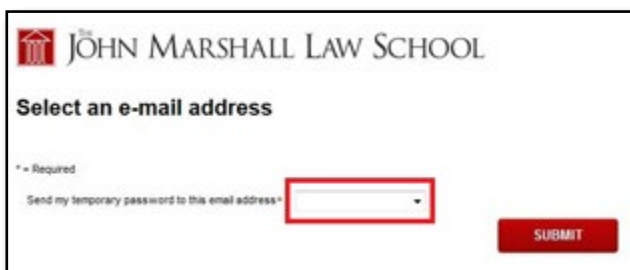 THE
JOHN MARSHALL LAW SCHOOL
Select an e-mail address
* = Required
Send my temporary password to this email address*
SUBMIT